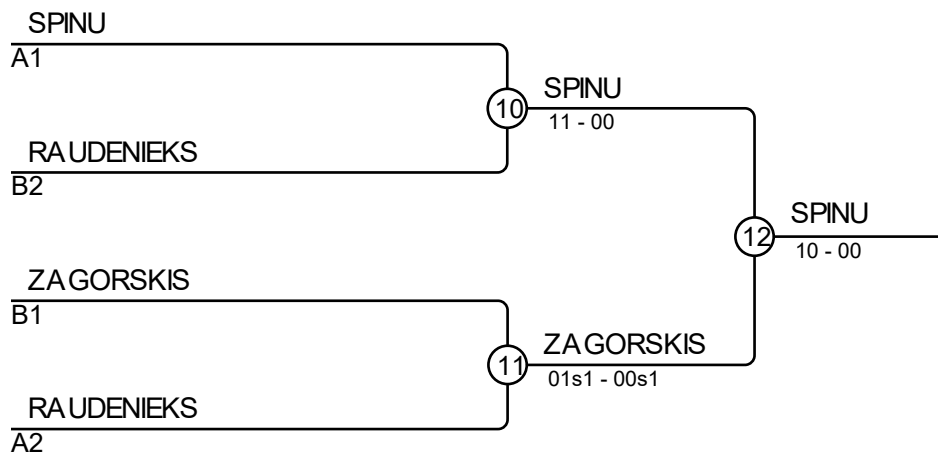 SPINU
A1
10
SPINU
11 - 00
RAUDENIEKS
B2
12
SPINU
10 - 00
ZAGORSKIS
B1
11
ZAGORSKIS
01s1 - 00s1
RAUDENIEKS
A2